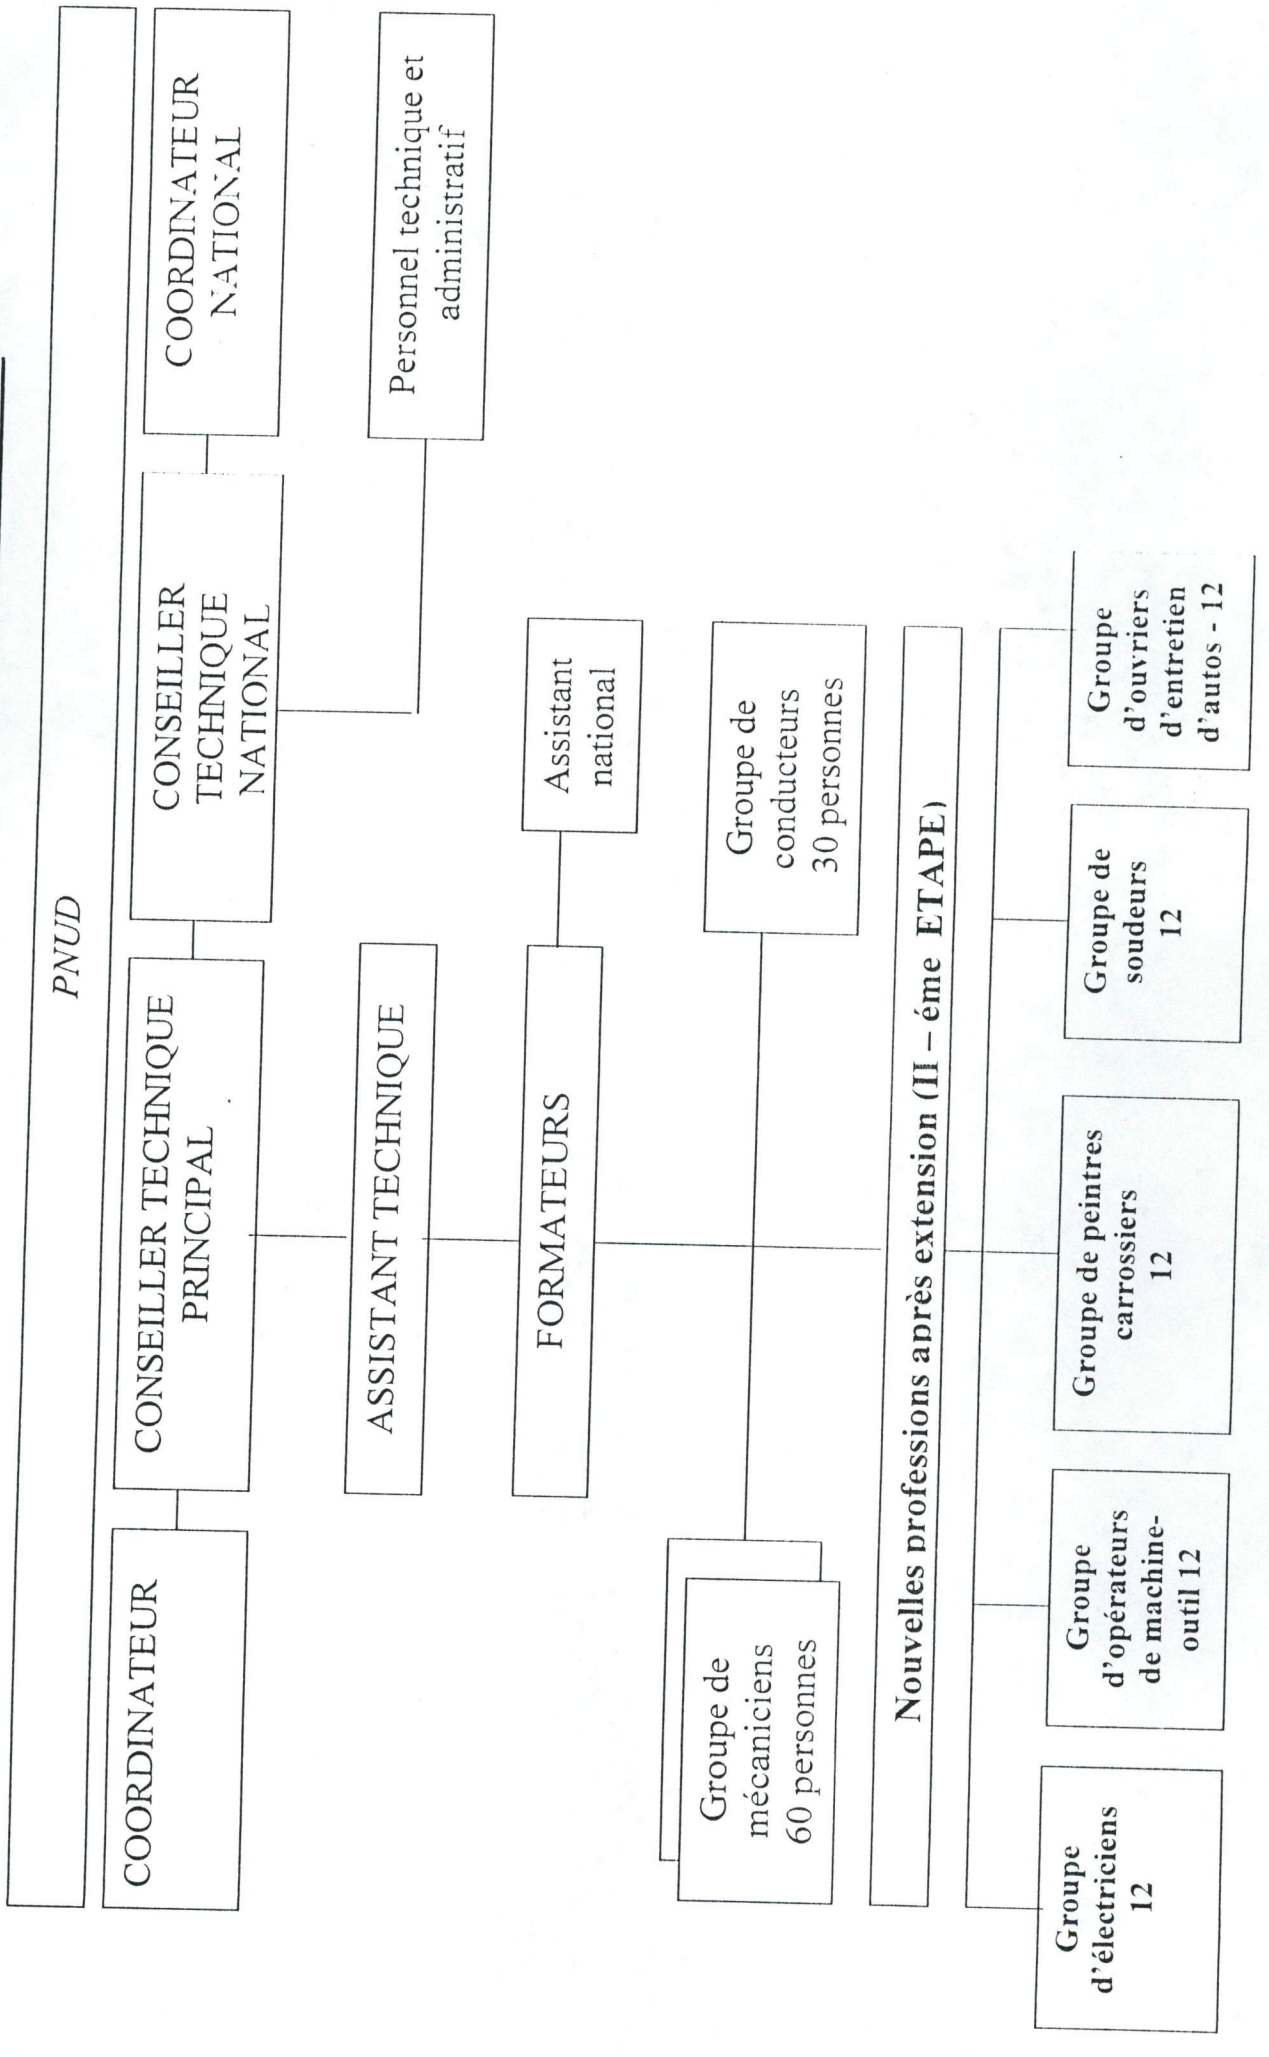 PNUD
COORDINATEUR
CONSEILLER TECHNIQUE
PRINCIPAL
CONSEILLER
TECHNIQUE
NATIONAL
COORDINATEUR
NATIONAL
ASSISTANT TECHNIQUE
Personnel technique et
administratif
FORMATEURS
Assistant
national
Groupe de
mécaniciens
60 personnes
Groupe de
conducteurs
30 personnes
Nouvelles professions après extension (II – éme ETAPE)
Groupe
d'électriciens
12
Groupe
d'opérateurs
de machine-
outil 12
Groupe de peintres
carrossiers
12
Groupe de
soudeurs
12
Groupe
d'ouvriers
d'entretien
d'autos - 12